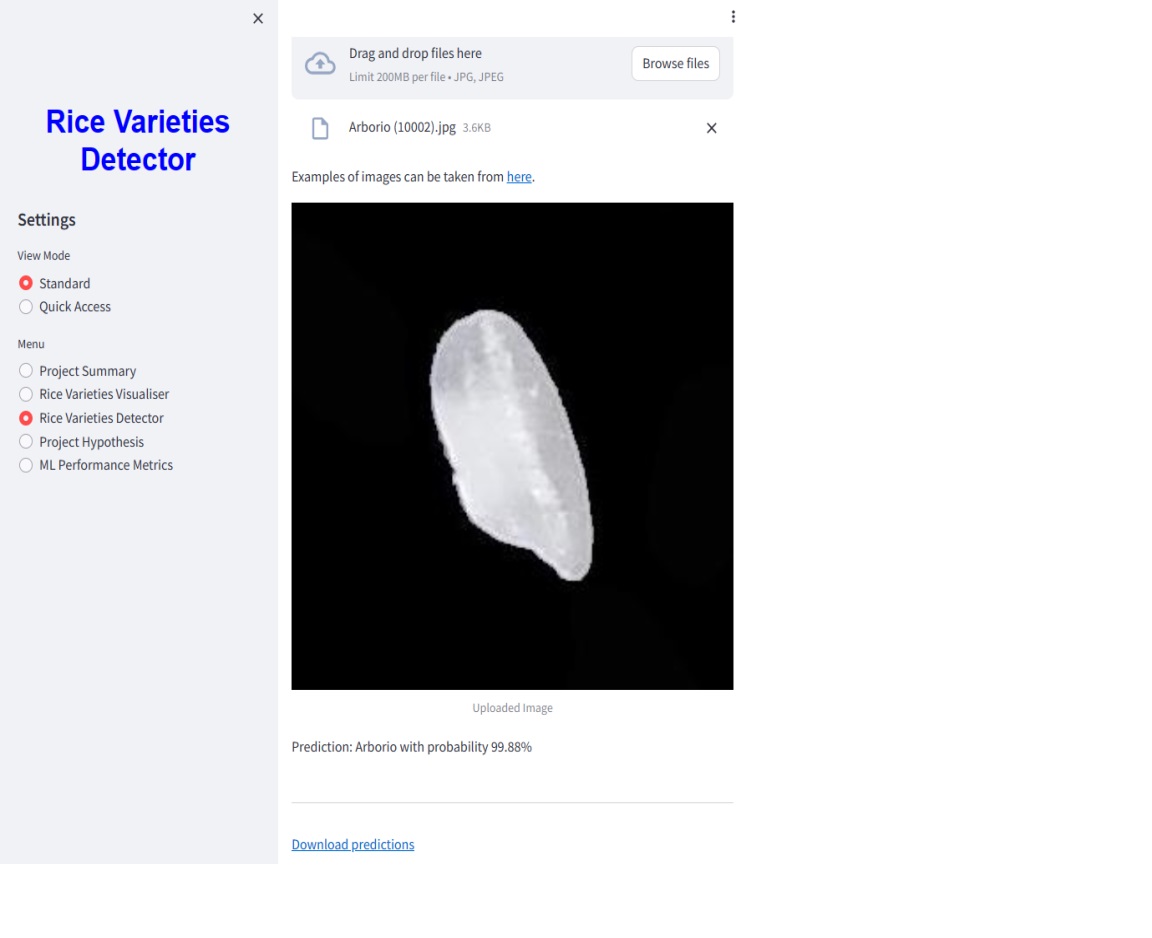 Rice Varieties
Detector
Settings
View Mode
Standard
Quick Access
Menu
Project Summary
Rice Varieties Visualiser
Rice Varieties Detector
Project Hypothesis
ML Performance Metrics
Drag and drop files here
Limit 200MB per file • JPG, JPEG
Browse files
Arborio (10002).jpg 3.6KB
Examples of images can be taken from here.
Uploaded Image
Prediction: Arborio with probability 99.88%
Download predictions